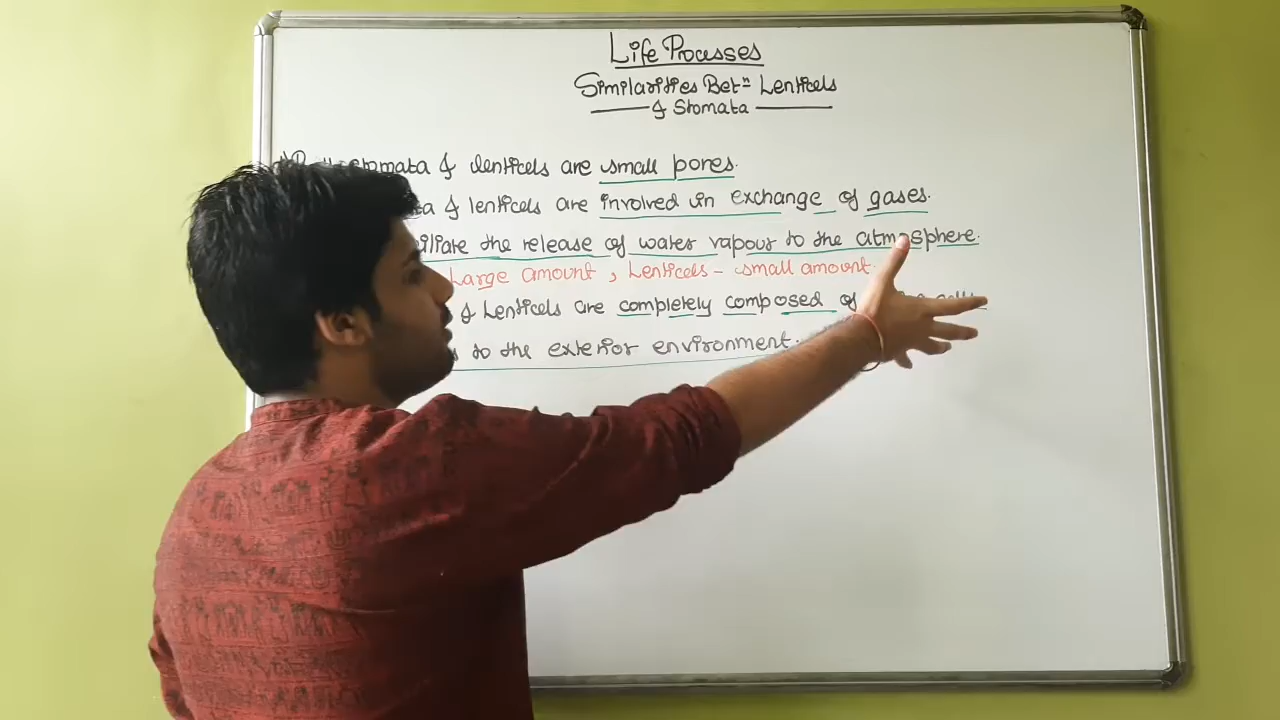 Life Processes
Similarities Betⁿ Lenticels
& Stomata
stomata & lenticels are small pores.
& lenticels are involved in exchange of gases.
the release of water vapour to the atmosphere.
Large amount, Lenticels - small amount.
& Lenticels are completely composed of
to the exterior environment.